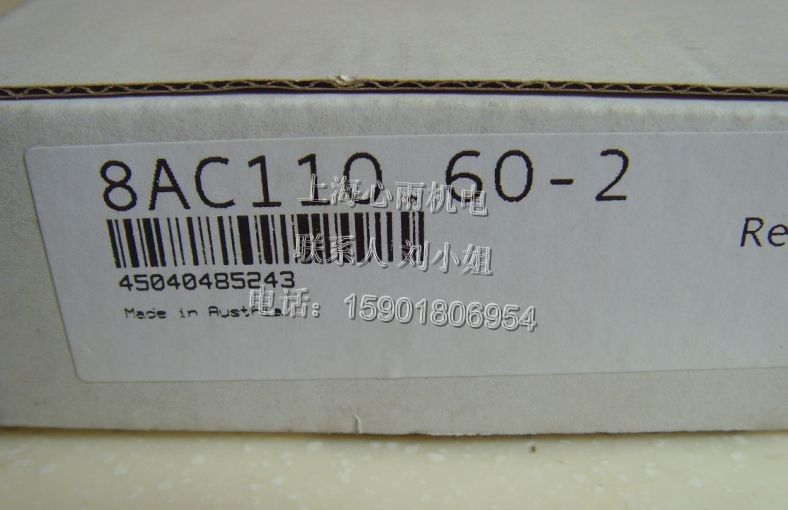 8AC110.60-2
上海心雨机电
Re
联系人 刘小姐
45040485243
电话：15901806954
Made in Austria